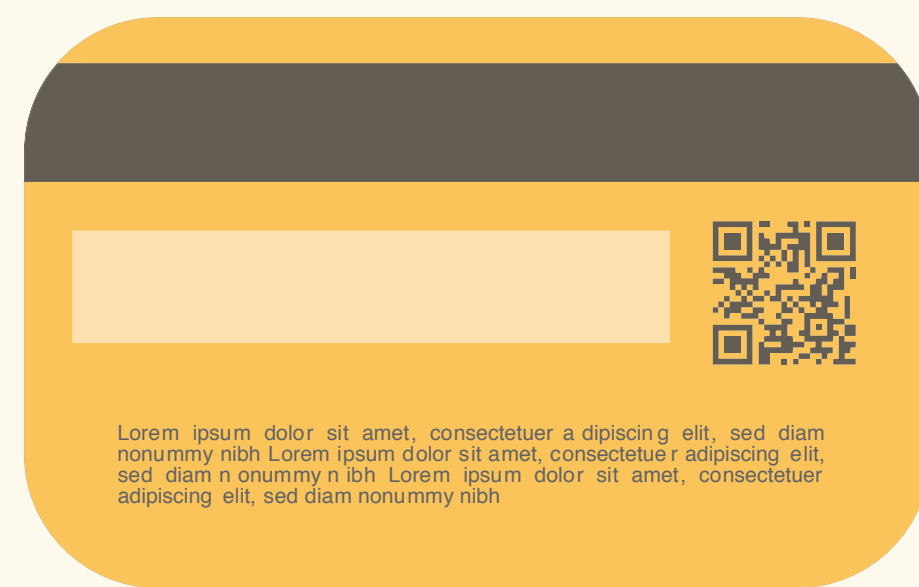 Lorem ipsum dolor sit amet, consectetuer a dipiscin g elit, sed diam
nonummy nibh Lorem ipsum dolor sit amet, consectetue r adipiscing elit,
sed diam n onummy n ibh Lorem ipsum dolor sit amet, consectetuer
adipiscing elit, sed diam nonummy nibh